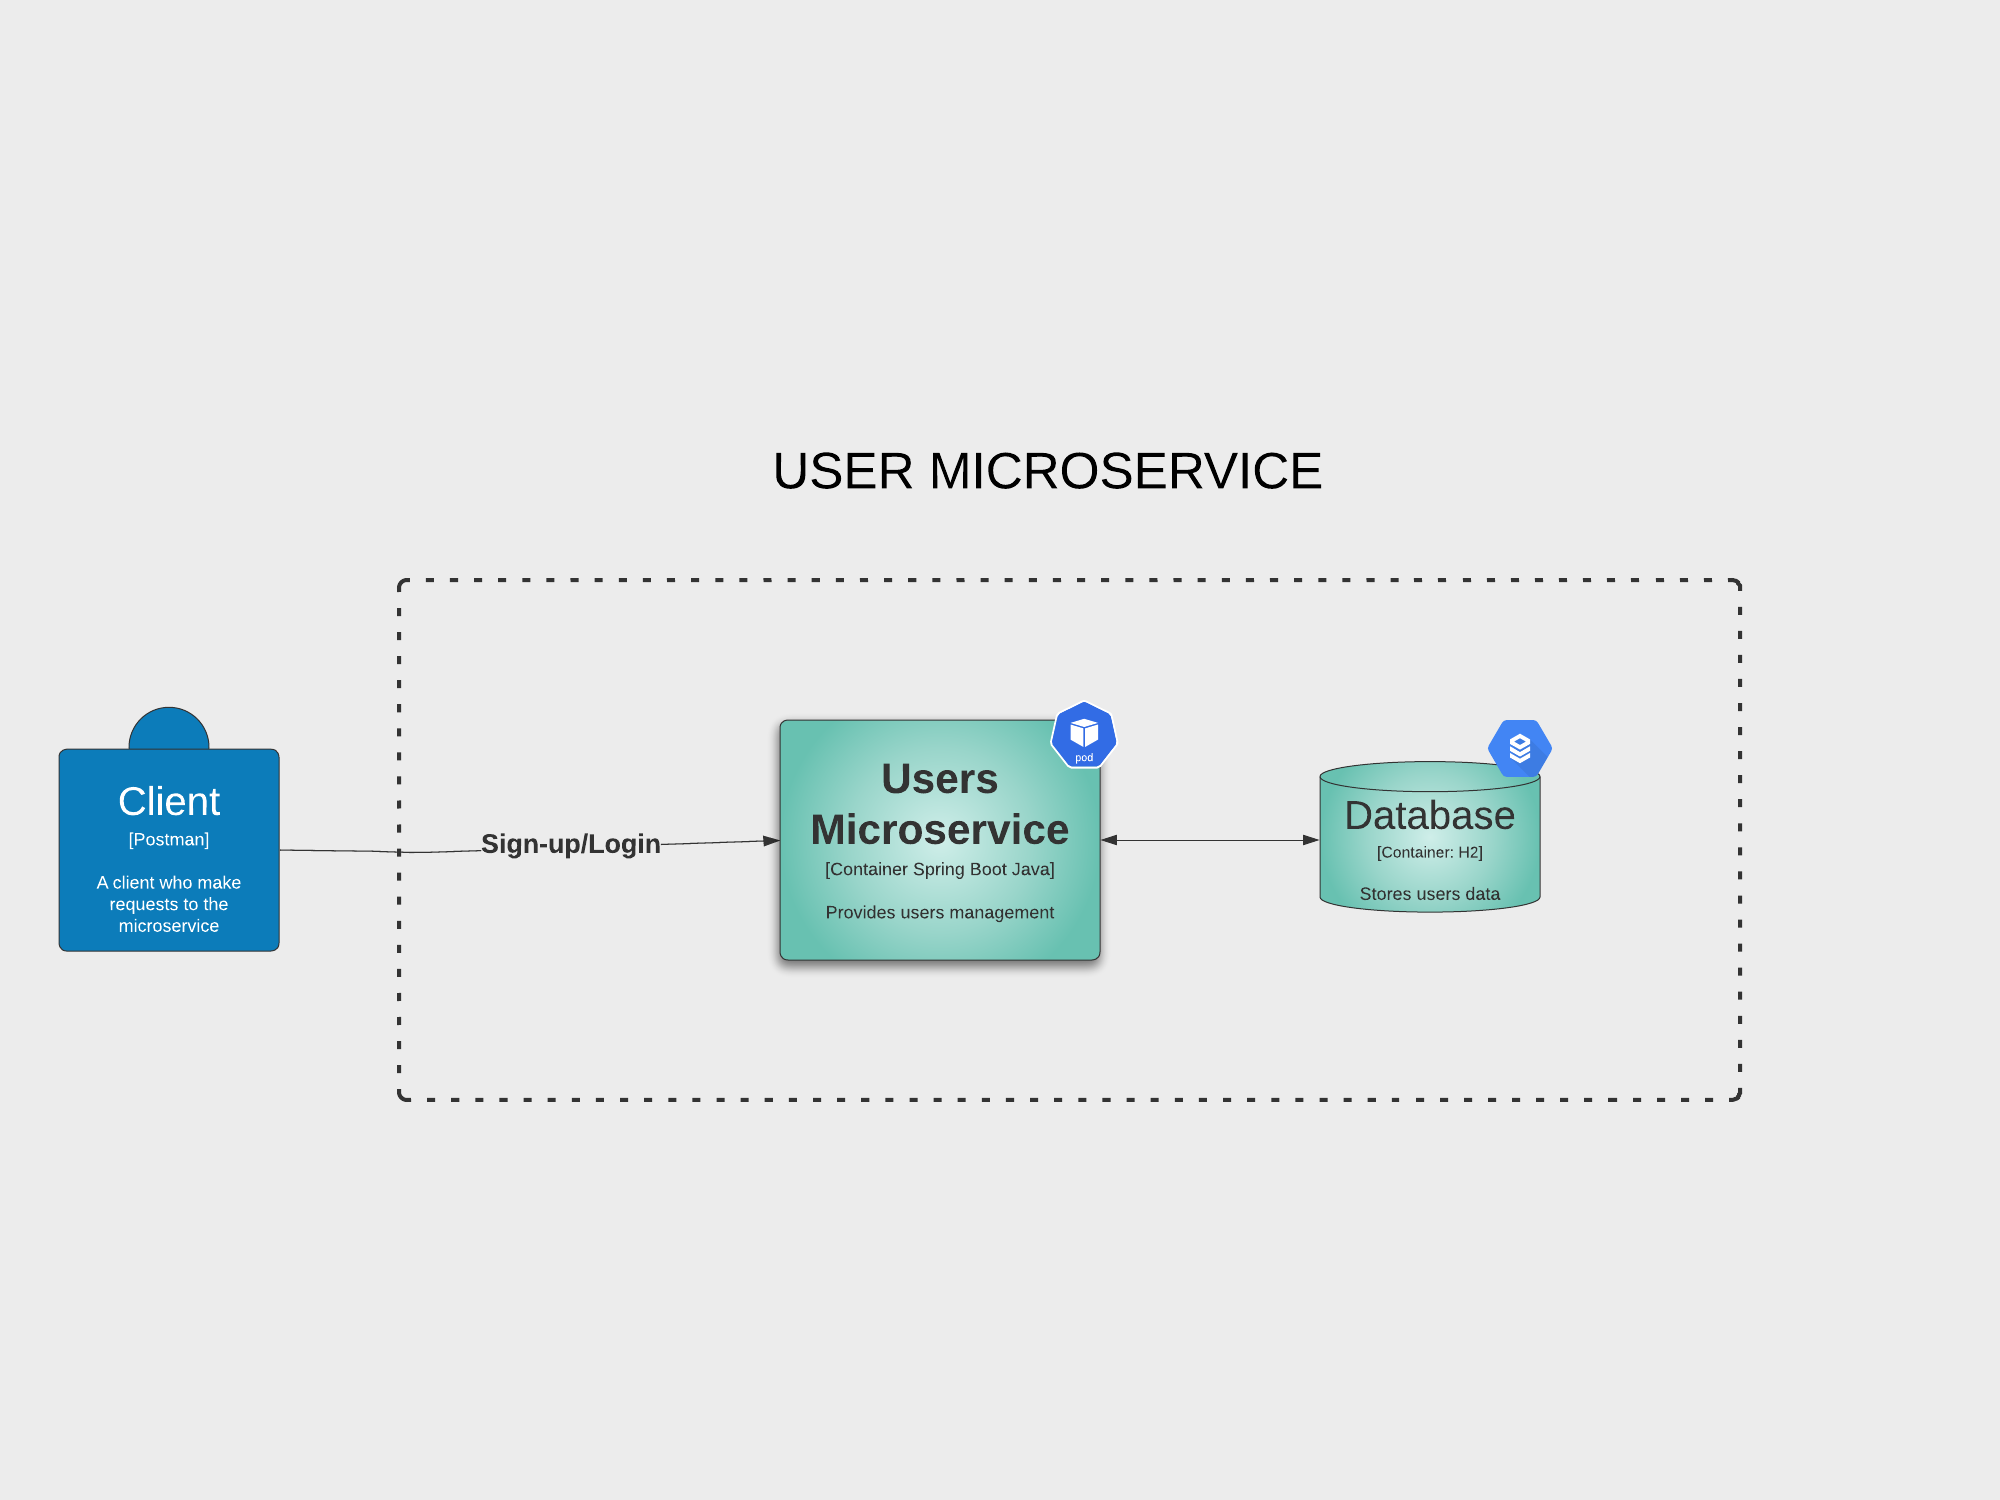 USER MICROSERVICE
Client
[Postman]
A client who make
requests to the
microservice
Sign-up/Login
pod
Users
Microservice
[Container Spring Boot Java]
Provides users management
Database
[Container: H2]
Stores users data